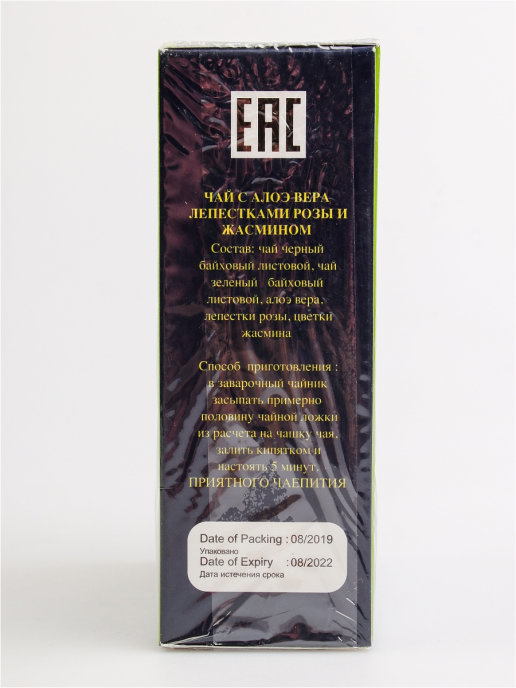 EAC
ЧАЙ С АЛОЭ ВЕРА
ЛЕПЕСТКАМИ РОЗЫ И
ЖАСМИНОМ
Состав: чай черный
байховый листовой, чай
зеленый байховый
листовой, алоэ вера,
лепестки розы, цветки
жасмина
Способ приготовления :
в заварочный чайник
засыпать примерно
половину чайной ложки
из расчета на чашку чая,
залить кипятком и
настоять 5 минут.
ПРИЯТНОГО ЧАЕПИТИЯ
Date of Packing : 08/2019
Упаковано
Date of Expiry : 08/2022
Дата истечения срока